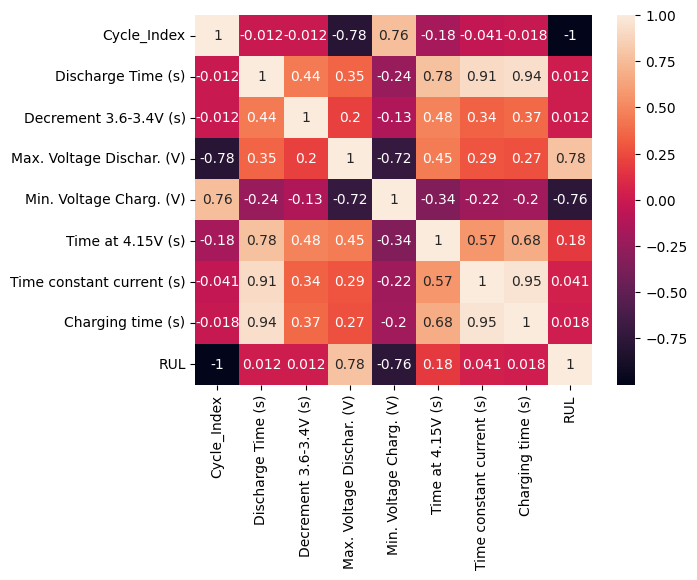 Cycle_Index 1 -0.012 -0.012 -0.78 0.76 -0.18 -0.041 -0.018 -1
Discharge Time (s) -0.012 1 0.44 0.35 -0.24 0.78 0.91 0.94 0.012
Decrement 3.6-3.4V (s) -0.012 0.44 1 0.2 -0.13 0.48 0.34 0.37 0.012
Max. Voltage Dischar. (V) -0.78 0.35 0.2 1 -0.72 0.45 0.29 0.27 0.78
Min. Voltage Charg. (V) 0.76 -0.24 -0.13 -0.72 1 -0.34 -0.22 -0.2 -0.76
Time at 4.15V (s) -0.18 0.78 0.48 0.45 -0.34 1 0.57 0.68 0.18
Time constant current (s) -0.041 0.91 0.34 0.29 -0.22 0.57 1 0.95 0.041
Charging time (s) -0.018 0.94 0.37 0.27 -0.2 0.68 0.95 1 0.018
RUL -1 0.012 0.012 0.78 -0.76 0.18 0.041 0.018 1
Cycle_Index
Discharge Time (s)
Decrement 3.6-3.4V (s)
Max. Voltage Dischar. (V)
Min. Voltage Charg. (V)
Time at 4.15V (s)
Time constant current (s)
Charging time (s)
RUL
1.00
0.75
0.50
0.25
0.00
−0.25
−0.50
−0.75